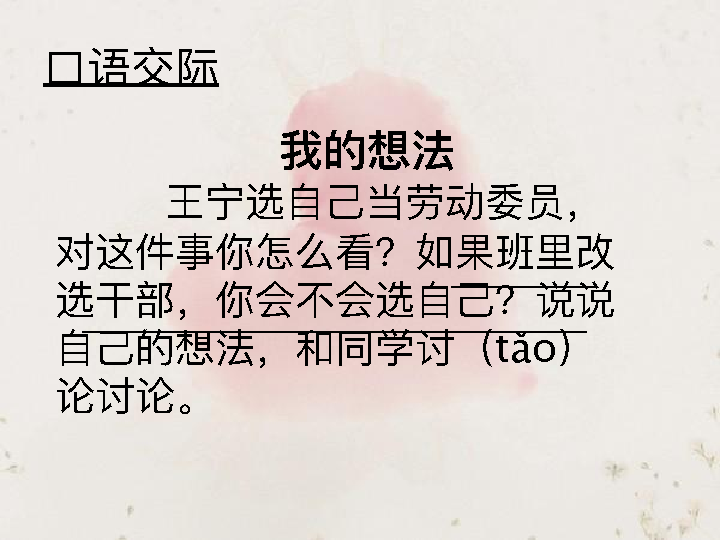 口语交际
我的想法
王宁选自己当劳动委员，
对这件事你怎么看？如果班里改
选干部，你会不会选自己？说说
自己的想法，和同学讨（tǎo）
论讨论。